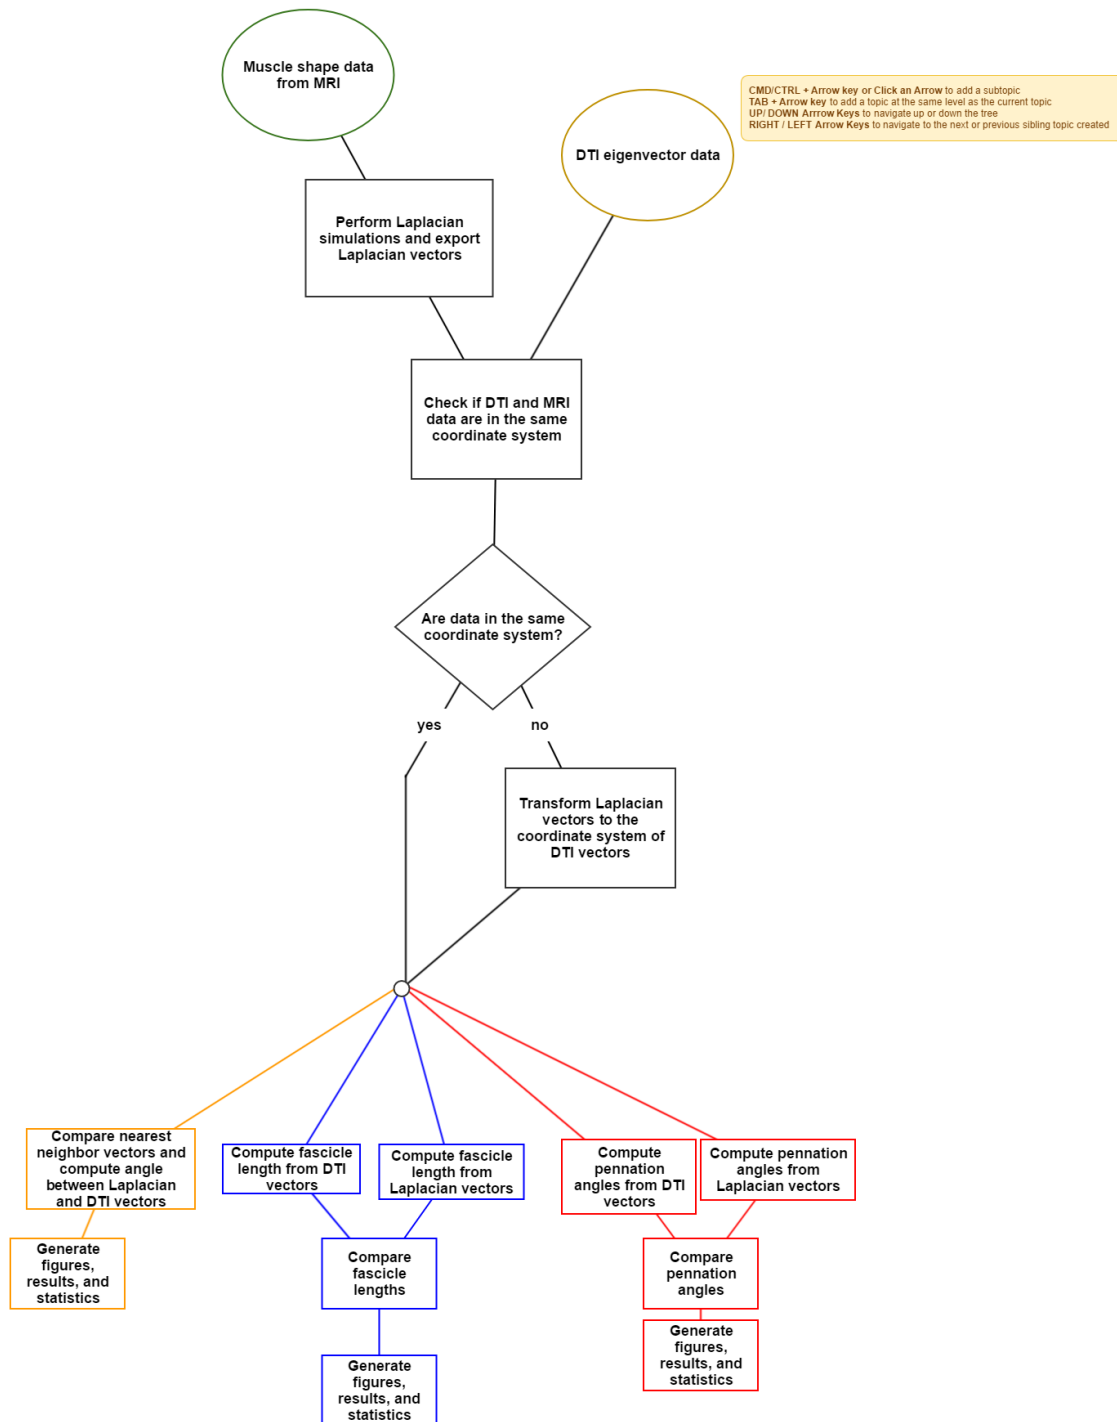 Muscle shape data
from MRI
DTI eigenvector data
CMD/CTRL + Arrow key or Click an Arrow to add a subtopic
TAB + Arrow key to add a topic at the same level as the current topic
UP/ DOWN Arrrow Keys to navigate up or down the tree
RIGHT / LEFT Arrow Keys to navigate to the next or previous sibling topic created
Perform Laplacian
simulations and export
Laplacian vectors
Check if DTI and MRI
data are in the same
coordinate system
Are data in the same
coordinate system?
yes
no
Transform Laplacian
vectors to the
coordinate system of
DTI vectors
Compare nearest
neighbor vectors and
compute angle
between Laplacian
and DTI vectors
Compute fascicle
length from DTI
vectors
Compute fascicle
length from
Laplacian vectors
Compute
pennation
angles from DTI
vectors
Compute pennation
angles from
Laplacian vectors
Generate
figures,
results, and
statistics
Compare
fascicle
lengths
Compare
pennation
angles
Generate
figures,
results, and
statistics
Generate
figures,
results, and
statistics